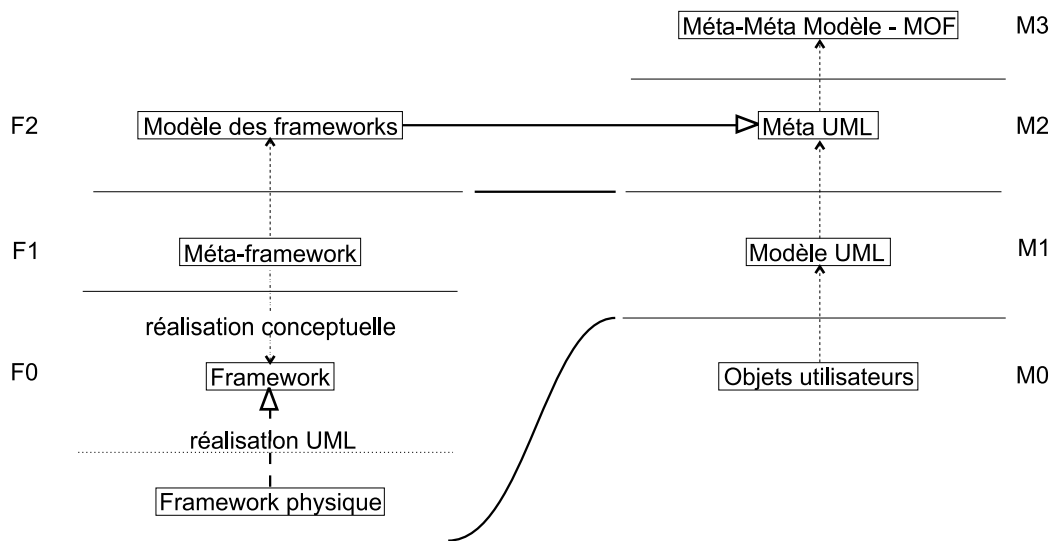 Méta-Méta Modèle - MOF M3
F2 Modèle des frameworks Méta UML M2
F1 Méta-framework Modèle UML M1
réalisation conceptuelle
F0 Framework Objets utilisateurs M0
réalisation UML
Framework physique